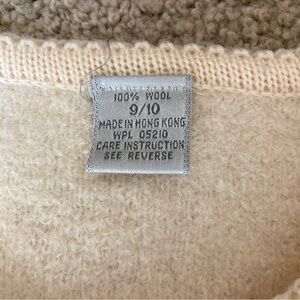 100% WOOL
9/10
MADE IN HONG KONG
WPL 05210
CARE INSTRUCTION
SEE REVERSE